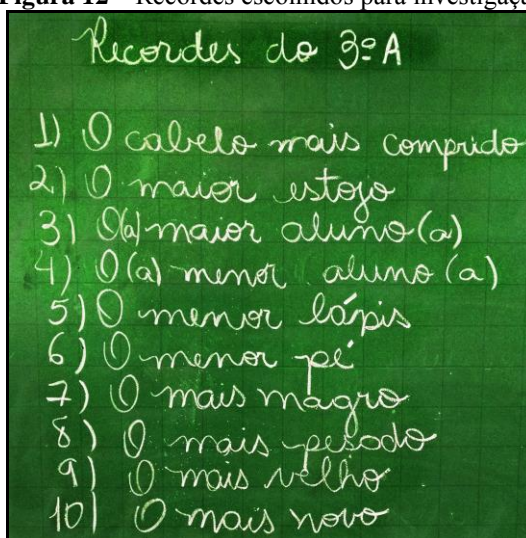 Figura 12 – Recordes escolhidos para investigaçã
Recordes do 3º A
1) O cabelo mais comprido
2) O maior estojo
3) O(a) maior aluno(a)
4) O(a) menor aluno(a)
5) O menor lápis
6) O menor pé
7) O mais magro
8) O mais pesado
9) O mais velho
10) O mais novo